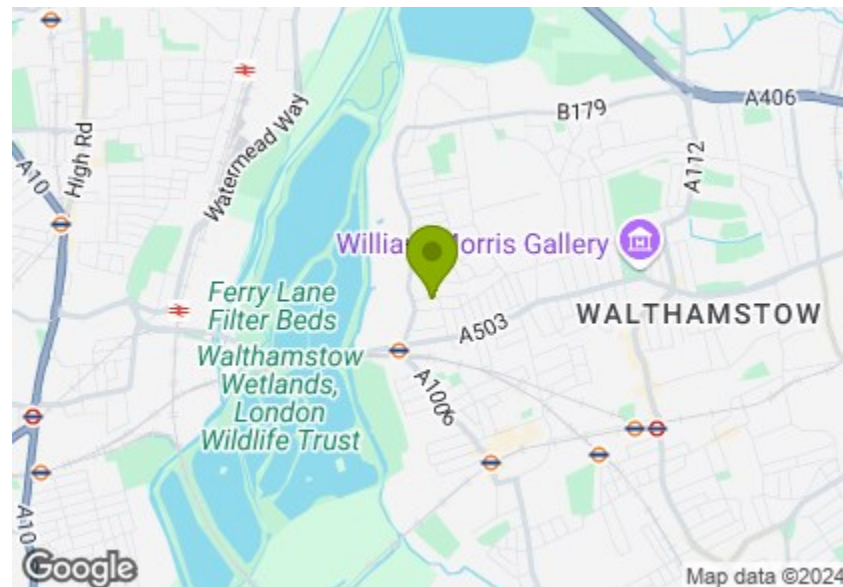 A406
B179
Watermead Way
High Rd
A10
A112
William Morris Gallery
Ferry Lane
Filter Beds
A503
WALTHAMSTOW
Walthamstow
Wetlands,
London
Wildlife Trust
A1006
A10
Google
Map data ©2024